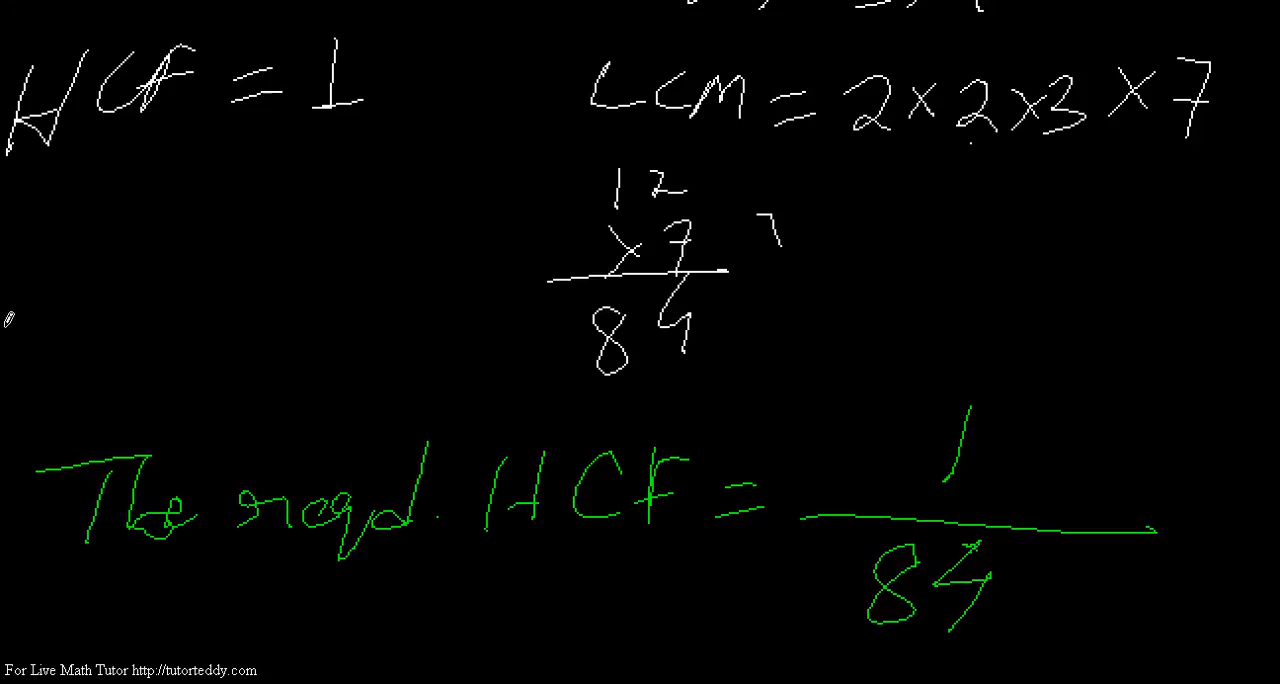 HCF = 1
LCM = 2 × 2 × 3 × 7
12
× 7
84
The reqd. HCF = 1
84
For Live Math Tutor http://tutorteddy.com